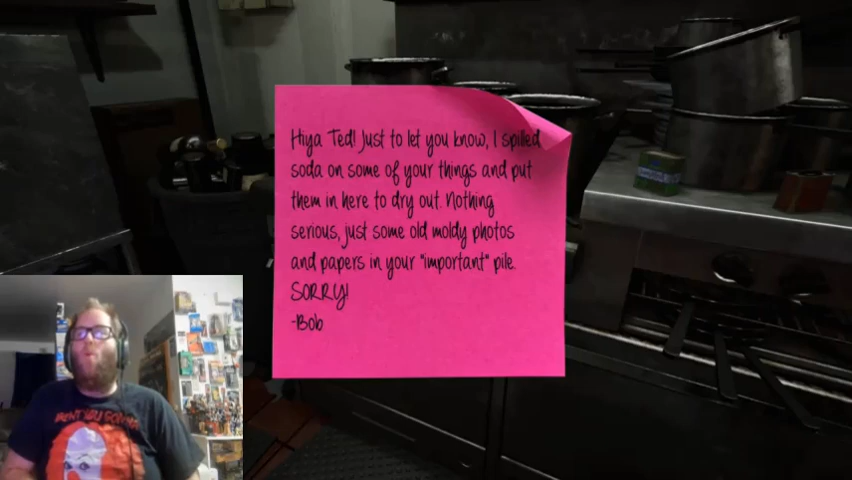 Hiya Ted! Just to let you know, I spilled
soda on some of your things and put
them in here to dry out. Nothing
serious, just some old moldy photos
and papers in your "important" pile.
SORRY!
-Bob